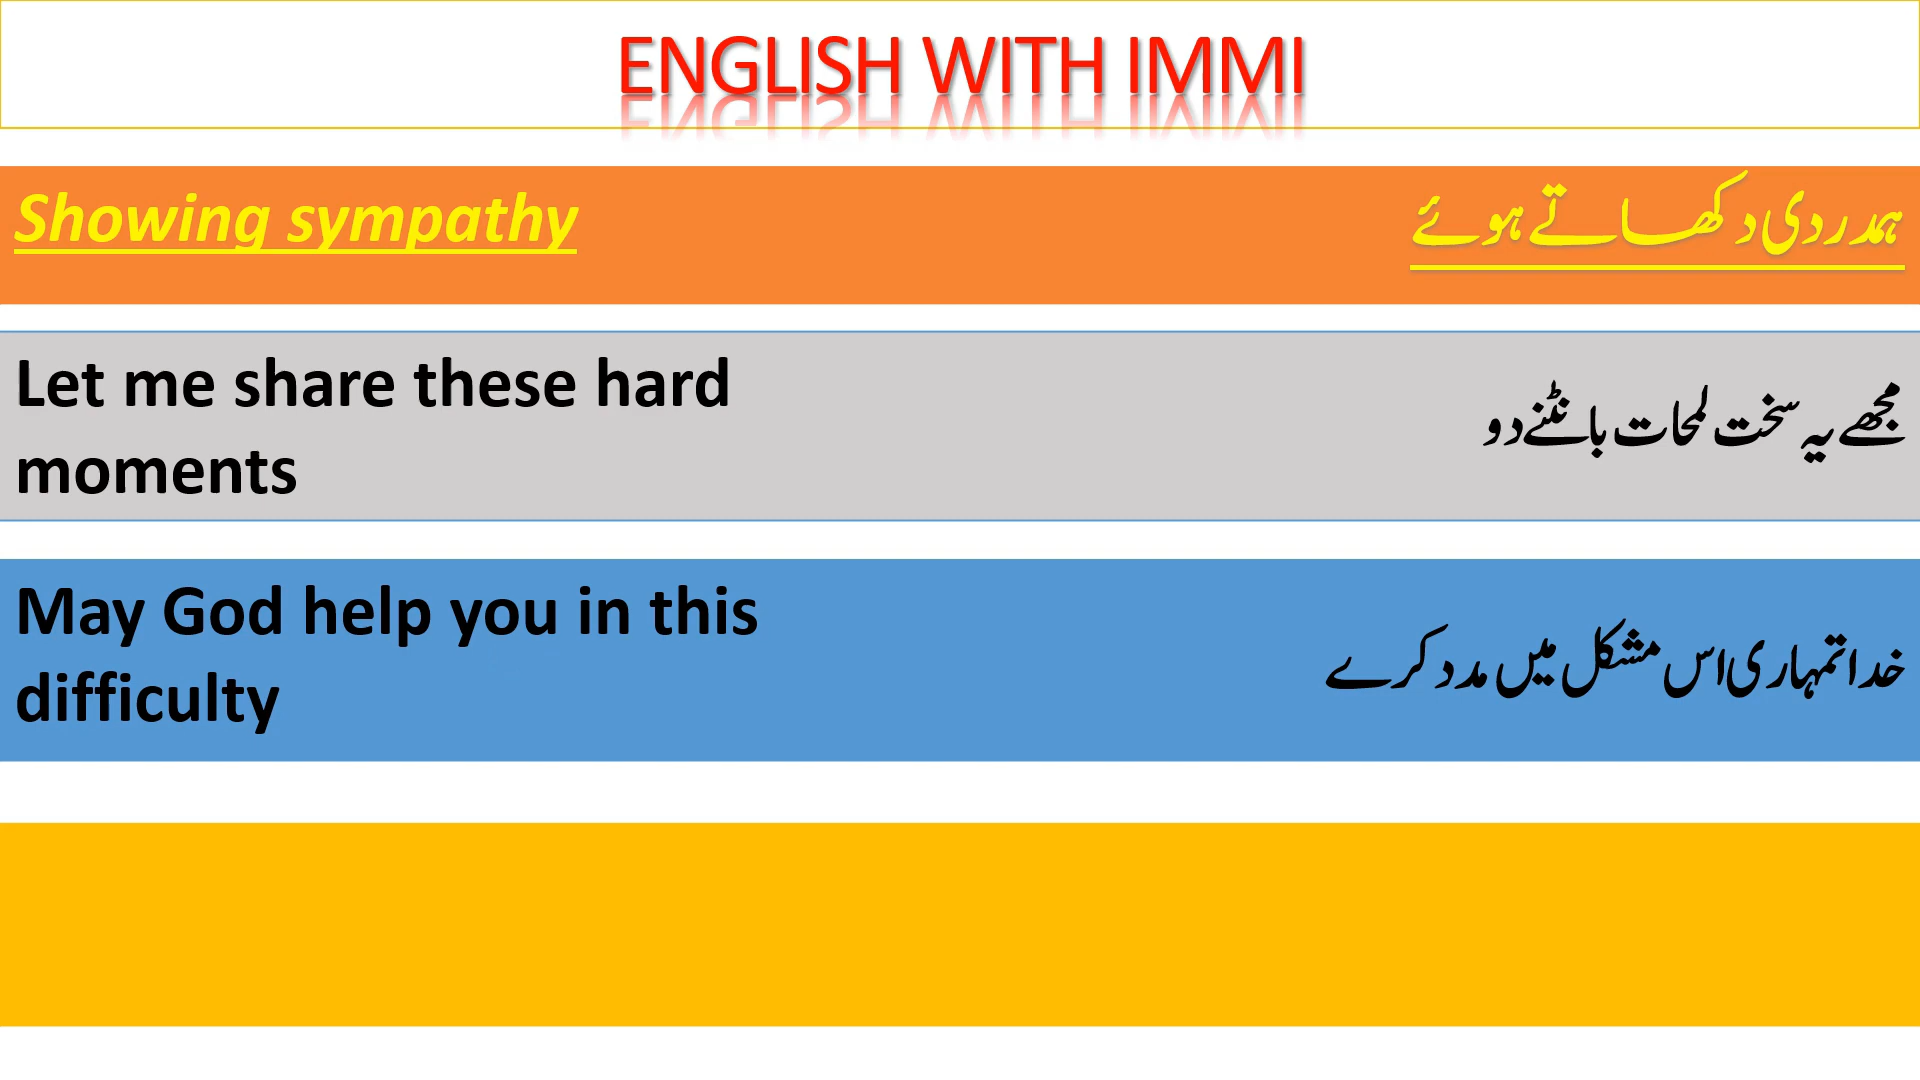 ENGLISH WITH IMMI
Showing sympathy
ہمدردی دکھاتے ہوئے
Let me share these hard
moments
مجھے یہ سخت لمحات بانٹنے دو
May God help you in this
difficulty
خدا تمہاری اس مشکل میں مدد کرے